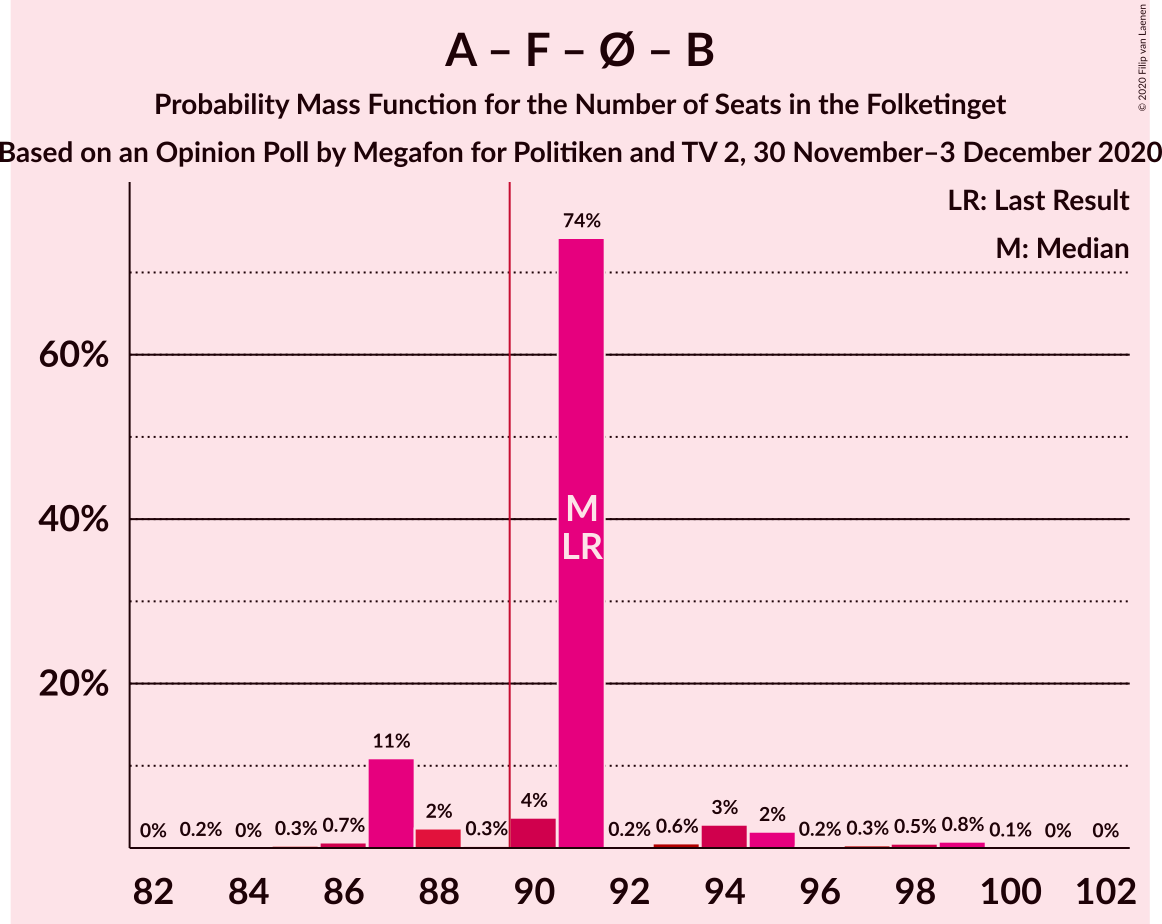 A – F – Ø – B
Probability Mass Function for the Number of Seats in the Folketinget
Based on an Opinion Poll by Megafon for Politiken and TV 2, 30 November–3 December 2020
© 2020 Filip van Laenen
LR: Last Result
M: Median
60%
40%
20%
0%
0.2%
0%
0.3%
0.7%
11%
2%
0.3%
4%
74%
M
LR
0.2%
0.6%
3%
2%
0.2%
0.3%
0.5%
0.8%
0.1%
0%
0%
82 84 86 88 90 92 94 96 98 100 102